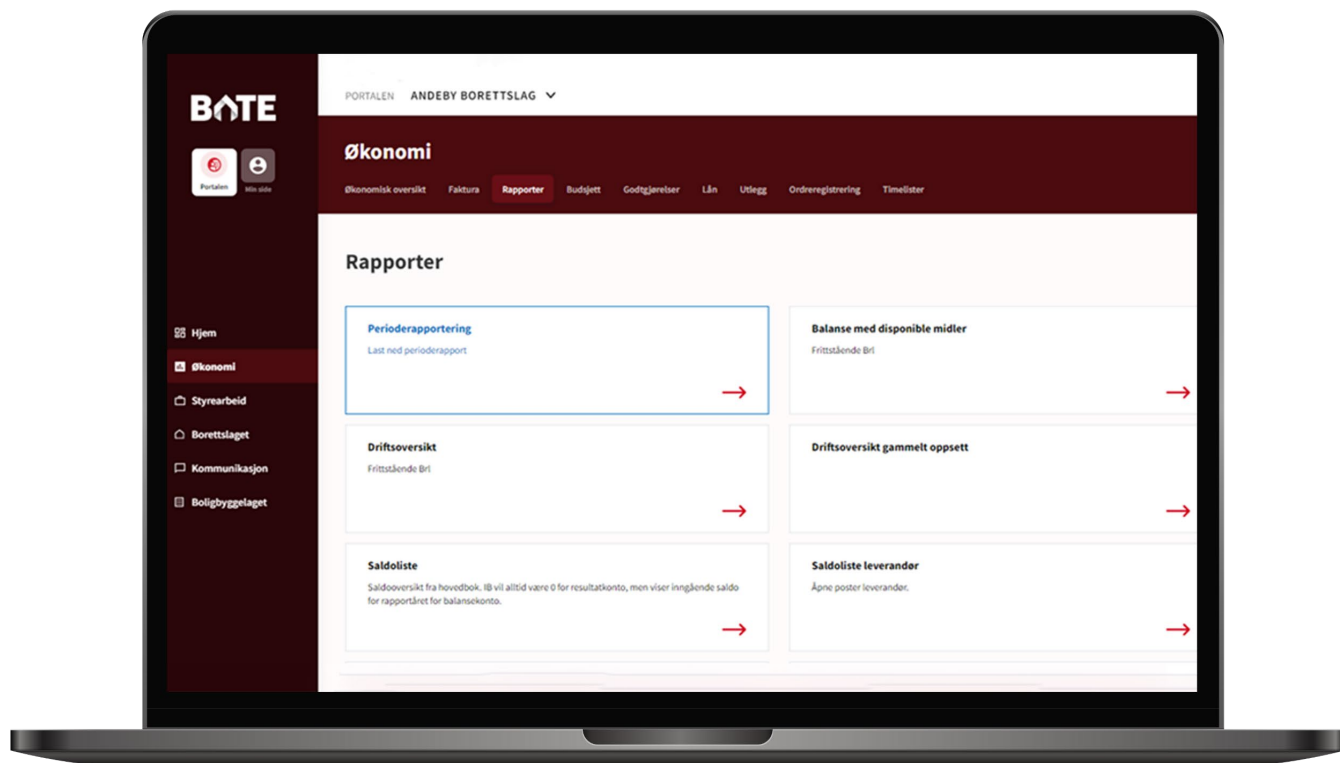 BATE
Portalen
Min side
Hjem
Økonomi
Styrearbeid
Borettslaget
Kommunikasjon
Boligbyggelaget
PORTALEN ANDEBY BORETTSLAG
Økonomi
Økonomisk oversikt Faktura Rapporter Budsjett Godtgjørelser Lån Utlegg Ordreregistrering Timelister
Rapporter
Perioderapportering
Last ned perioderapport
Balanse med disponible midler
Frittstående Brl
Driftsoversikt
Frittstående Brl
Driftsoversikt gammelt oppsett
Saldoliste
Saldooversikt fra hovedbok. IB vil alltid være 0 for resultatkonto, men viser inngående saldo
for rapportåret for balansekonto.
Saldoliste leverandør
Åpne poster leverandør.